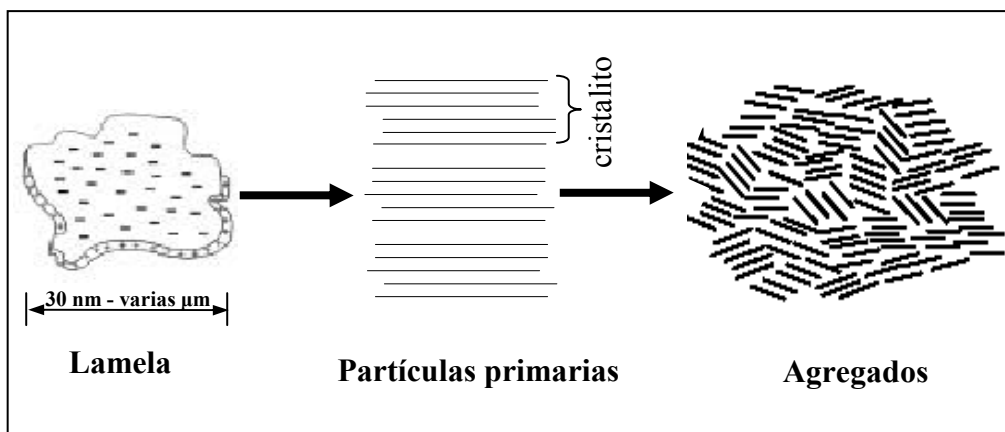 cristalito
30 nm - varias µm
Lamela
Partículas primarias
Agregados